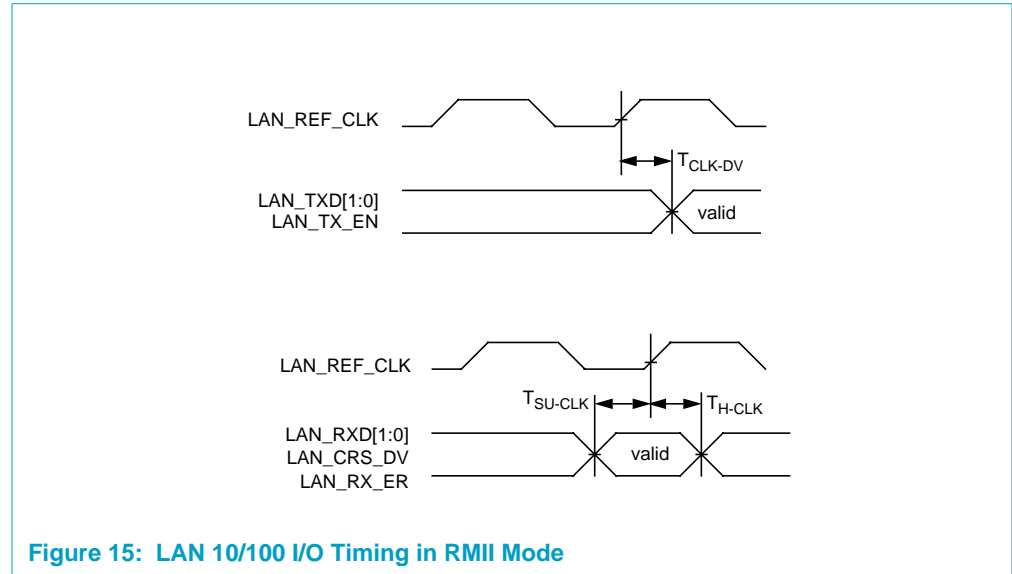 LAN_REF_CLK
TCLK-DV
LAN_TXD[1:0]
LAN_TX_EN
valid
LAN_REF_CLK
TSU-CLK
TH-CLK
LAN_RXD[1:0]
LAN_CRS_DV
valid
LAN_RX_ER
Figure 15: LAN 10/100 I/O Timing in RMII Mode